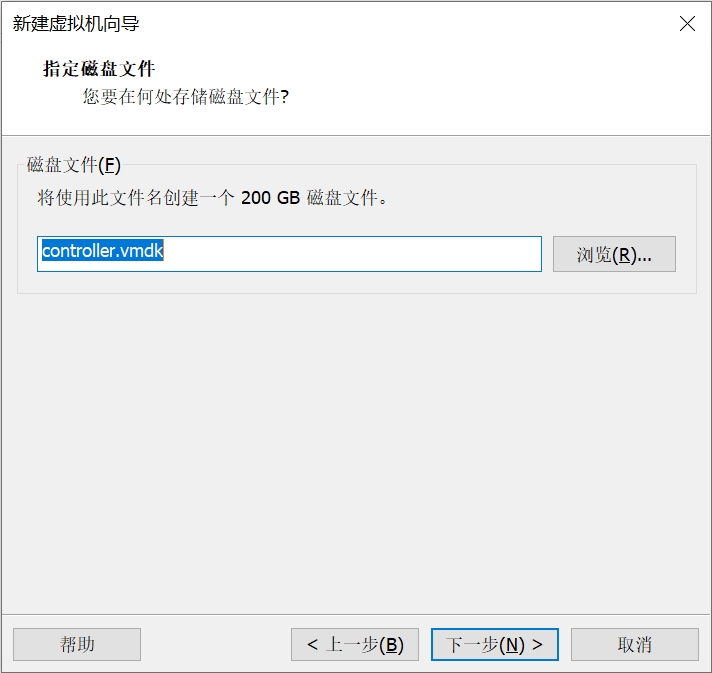 新建虚拟机向导
指定磁盘文件
您要在何处存储磁盘文件?
磁盘文件(F)
将使用此文件名创建一个 200 GB 磁盘文件。
controller.vmdk
浏览(R)...
帮助
< 上一步(B)
下一步(N) >
取消